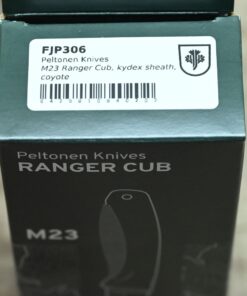 FJP306
Peltonen Knives
M23 Ranger Cub, kydex sheath,
coyote
Peltonen Knives
RANGER CUB
M23